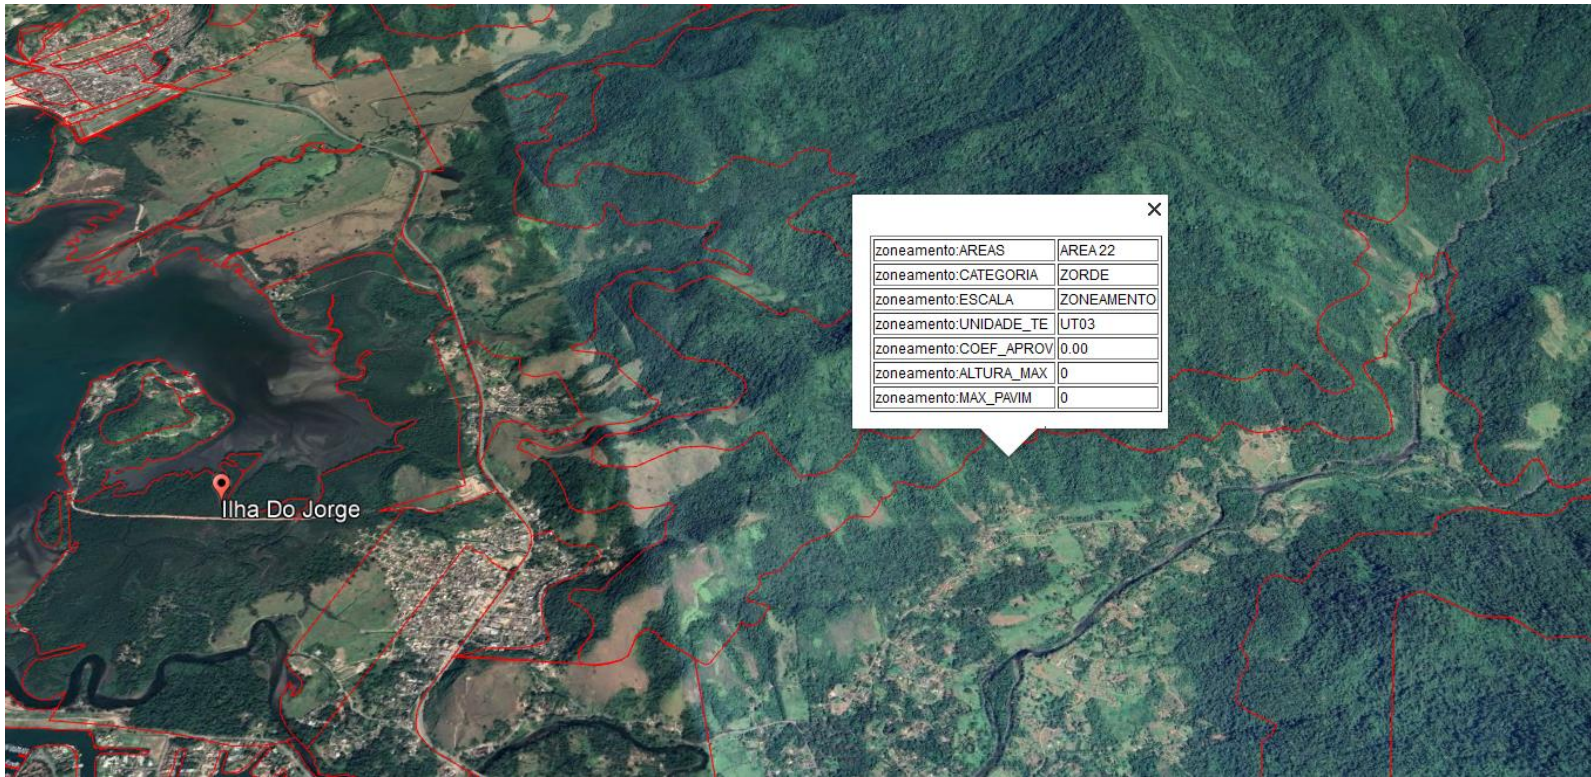 zoneamento:AREAS AREA 22
zoneamento:CATEGORIA ZORDE
zoneamento:ESCALA ZONEAMENTO
zoneamento:UNIDADE_TE UT03
zoneamento:COEF_APROV 0.00
zoneamento:ALTURA_MAX 0
zoneamento:MAX_PAVIM 0
Ilha Do Jorge